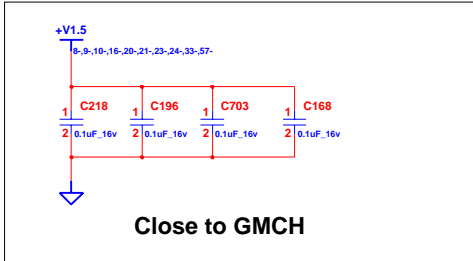 +V1.5
8-,9-,10-,16-,20-,21-,23-,24-,33-,57-
1 C218 1 C196 1 C703 1 C168
2 0.1uF_16v 2 0.1uF_16v 2 0.1uF_16v 2 0.1uF_16v
Close to GMCH